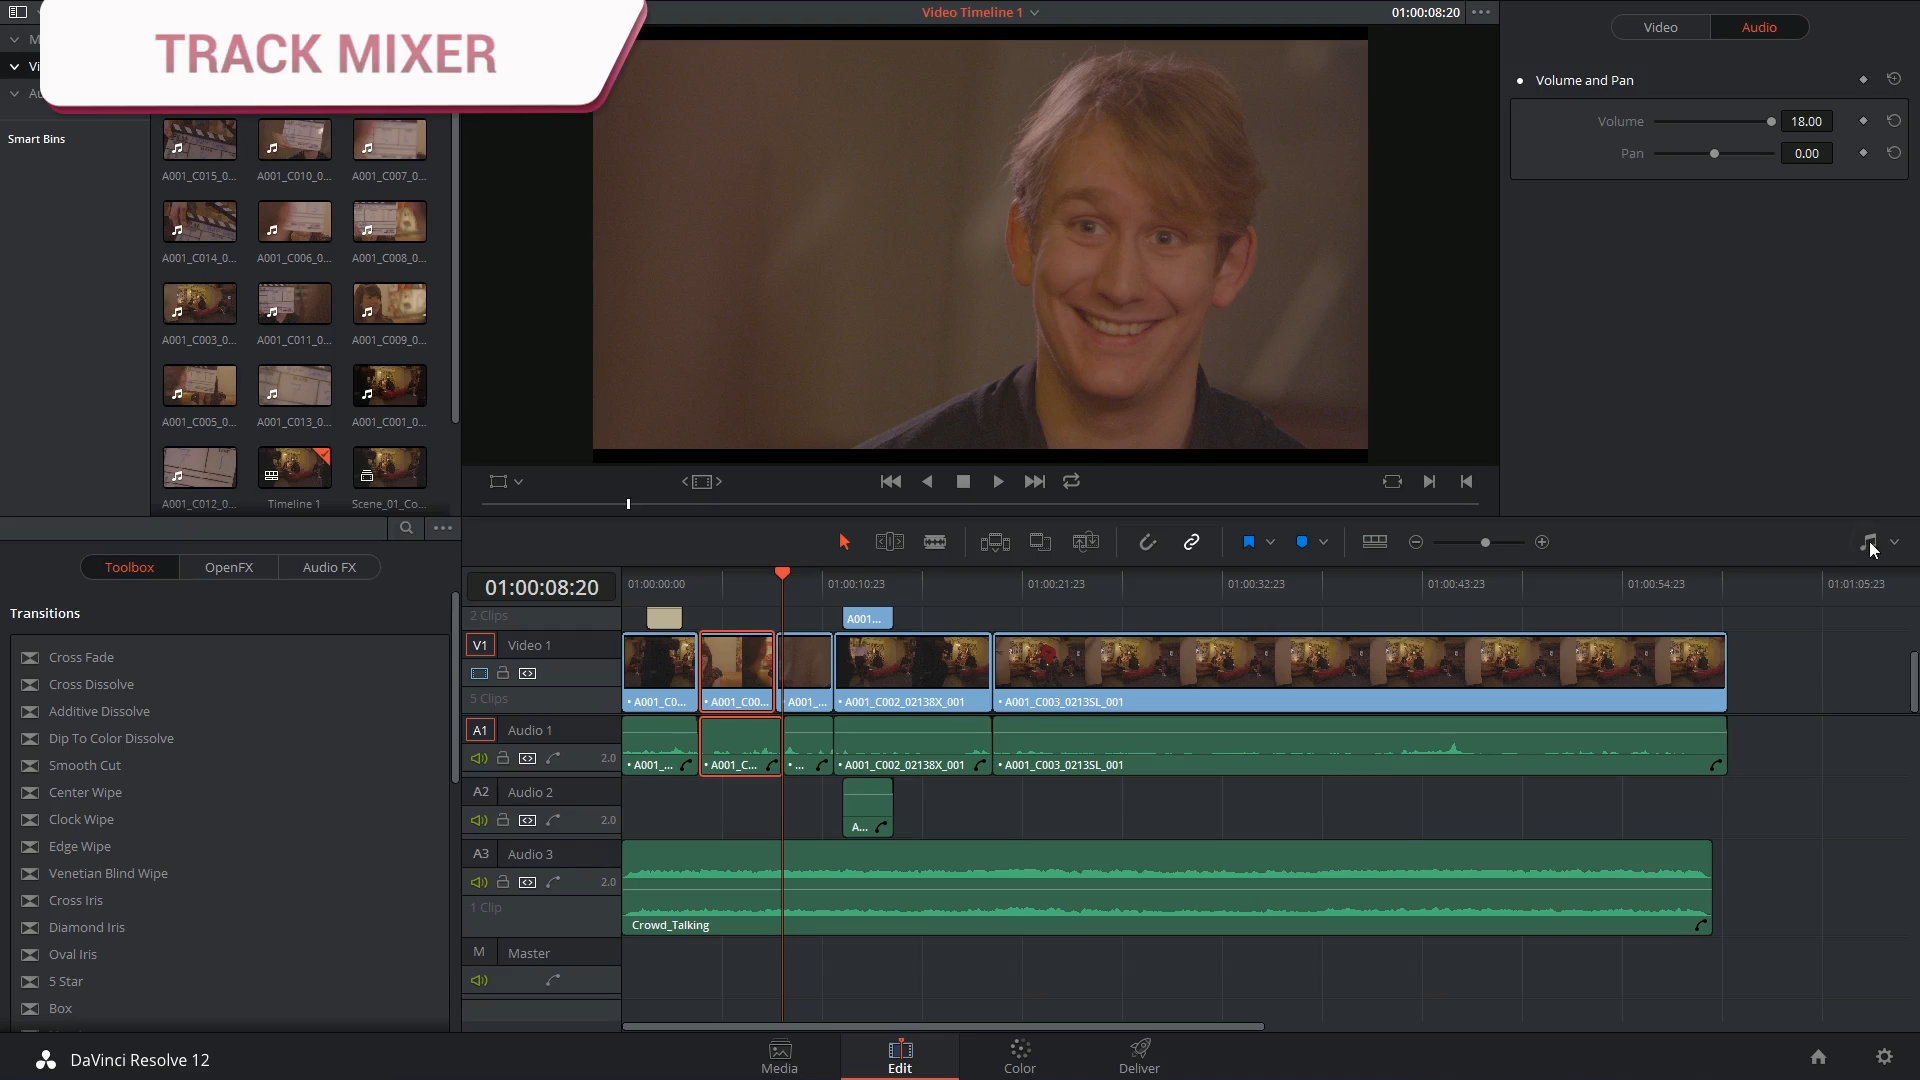 TRACK MIXER
Video Timeline 1
01:00:08:20
Video
Audio
Volume and Pan
Volume
18.00
Pan
0.00
Smart Bins
A001_C015_0...
A001_C010_0...
A001_C007_0...
A001_C014_0...
A001_C006_0...
A001_C008_0...
A001_C003_0...
A001_C011_0...
A001_C009_0...
A001_C005_0...
A001_C013_0...
A001_C001_0...
A001_C012_0...
Timeline 1
Scene_01_Co...
Toolbox
OpenFX
Audio FX
Transitions
Cross Fade
Cross Dissolve
Additive Dissolve
Dip To Color Dissolve
Smooth Cut
Center Wipe
Clock Wipe
Edge Wipe
Venetian Blind Wipe
Cross Iris
Diamond Iris
Oval Iris
5 Star
Box
01:00:08:20
01:00:00:00
01:00:10:23
01:00:21:23
01:00:32:23
01:00:43:23
01:00:54:23
01:01:05:23
2 Clips
A001...
V1
Video 1
5 Clips
A001_C0...
A001_C00...
A001_...
A001_C002_02138X_001
A001_C003_0213SL_001
A1
Audio 1
2.0
A001_...
A001_C...
...
A001_C002_02138X_001
A001_C003_0213SL_001
A2
Audio 2
2.0
A...
A3
Audio 3
2.0
1 Clip
Crowd_Talking
M
Master
DaVinci Resolve 12
Media
Edit
Color
Deliver